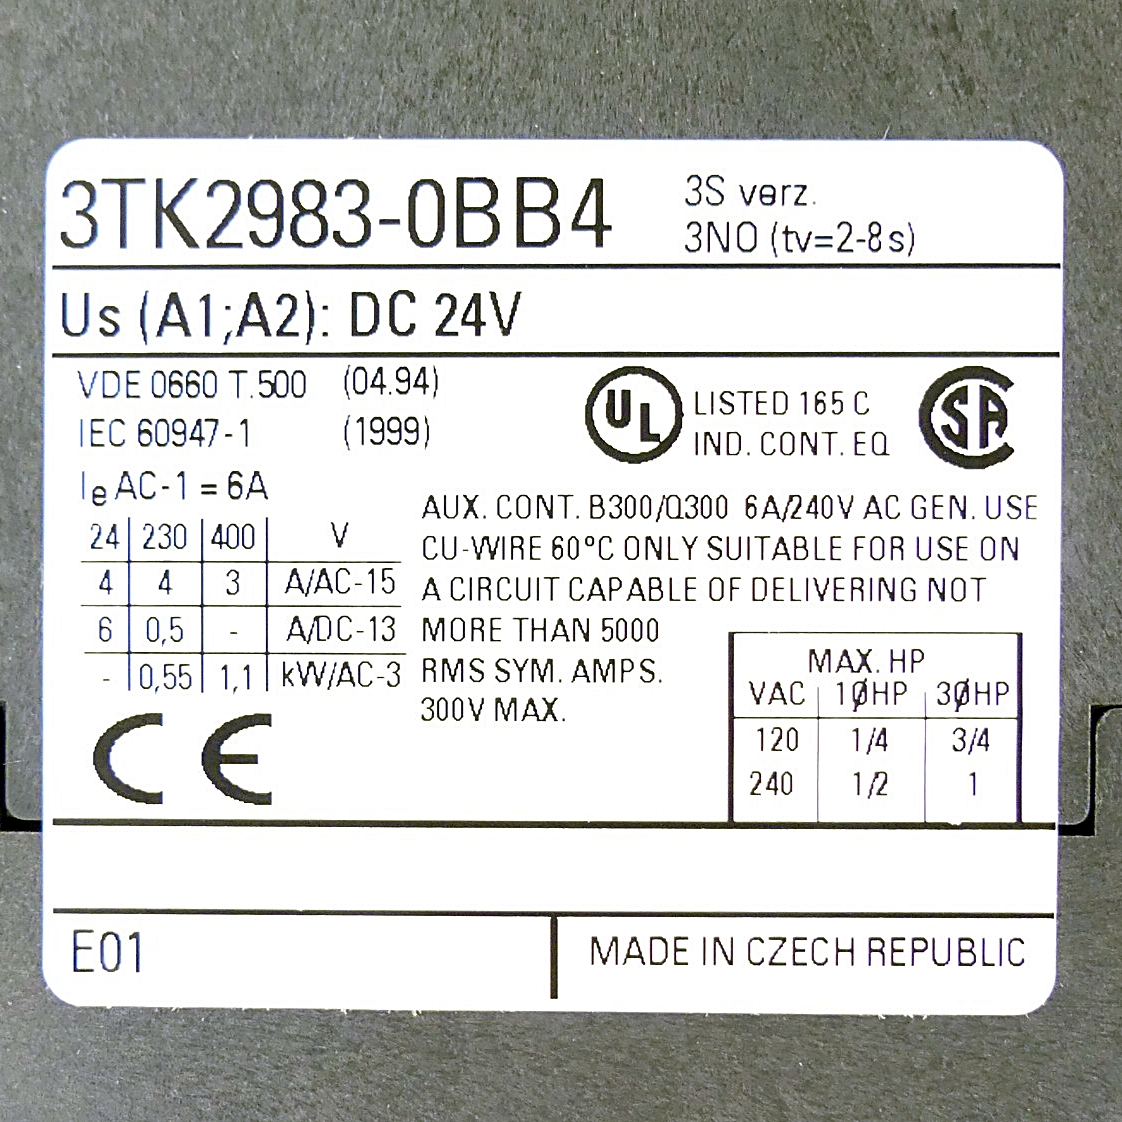 3TK2983-0BB4
3S verz.
3NO (tv=2-8s)
Us (A1;A2): DC 24V
VDE 0660 T.500 (04.94)
IEC 60947-1 (1999)
Ie AC-1 = 6A
24 230 400 V
4 4 3 A/AC-15
6 0,5 - A/DC-13
- 0,55 1,1 kW/AC-3
CE
UL
LISTED 165 C
IND. CONT. EQ
SA
AUX. CONT. B300/Q300 6A/240V AC GEN. USE
CU-WIRE 60°C ONLY SUITABLE FOR USE ON
A CIRCUIT CAPABLE OF DELIVERING NOT
MORE THAN 5000
RMS SYM. AMPS.
300V MAX.
MAX. HP
VAC 1ØHP 3ØHP
120 1/4 3/4
240 1/2 1
E01
MADE IN CZECH REPUBLIC